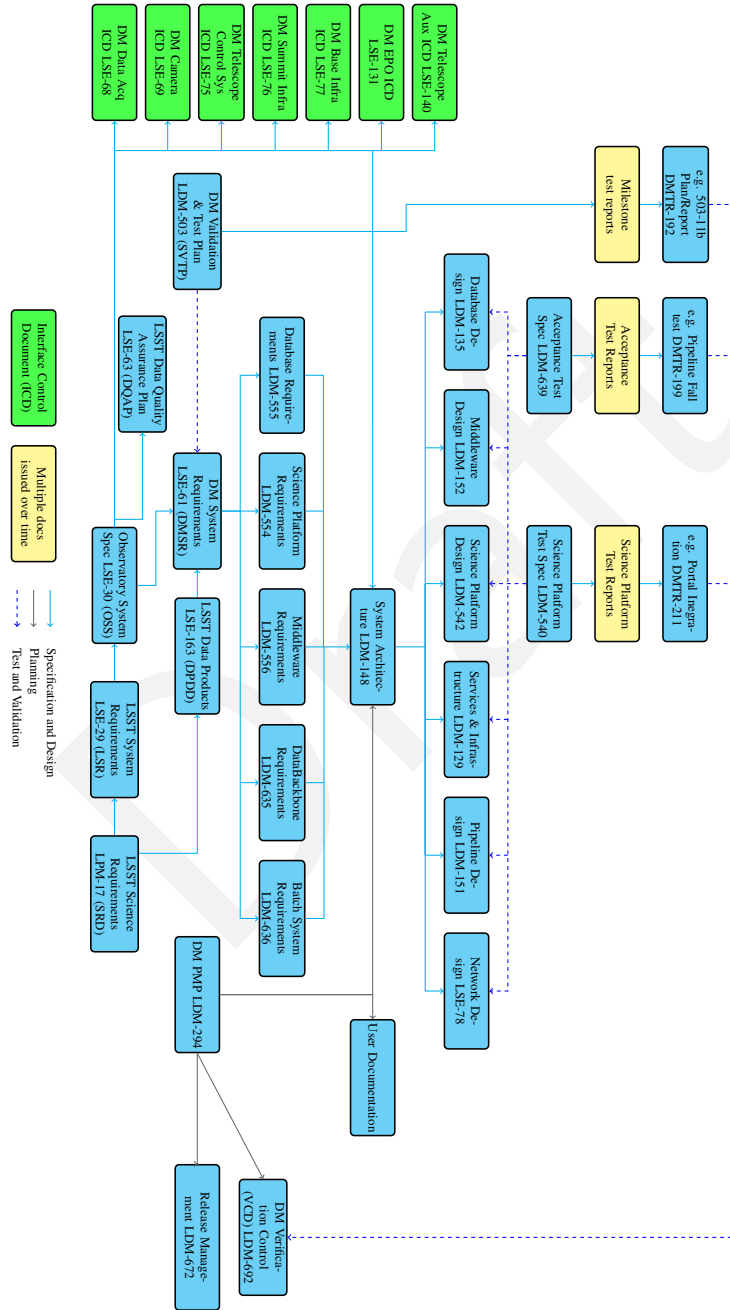 DM Telescope
Aux ICD LSE-140
DM EPO ICD
LSE-131
DM Base Infra
ICD LSE-77
DM Summit Infra
ICD LSE-76
DM Telescope
Control Sys
ICD LSE-75
DM Camera
ICD LSE-69
DM Data Acq
ICD LSE-68
e.g. 503-11b
Plan/Report
DMTR-192
Milestone
test reports
DM Validation
& Test Plan
LDM-503 (SVTP)
e.g. Pipeline Fall
test DMTR-199
Acceptance
Test Reports
Acceptance Test
Spec LDM-639
Database De-
sign LDM-135
Database Require-
ments LDM-555
LSST Data Quality
Assurance Plan
LSE-63 (DQAP)
Interface Control
Document (ICD)
Middleware
Design LDM-152
e.g. Portal Inegra-
tion DMTR-211
Science Platform
Test Reports
Science Platform
Test Spec LDM-540
Science Platform
Design LDM-542
Science Platform
Requirements
LDM-554
DM System
Requirements
LSE-61 (DMSR)
Multiple docs
issued over time
Observatory System
Spec LSE-30 (OSS)
System Architec-
ture LDM-148
Middleware
Requirements
LDM-556
LSST Data Products
LSE-163 (DPDD)
Services & Infras-
tructure LDM-129
DataBackbone
Requirements
LDM-635
LSST System
Requirements
LSE-29 (LSR)
Specification and Design
Planning
Test and Validation
Pipeline De-
sign LDM-151
Batch System
Requirements
LDM-636
LSST Science
Requirements
LPM-17 (SRD)
Network De-
sign LSE-78
DM PMP LDM-294
User Documentation
DM Verifica-
tion Control
(VCD) LDM-692
Release Manage-
ment LDM-672
Draft